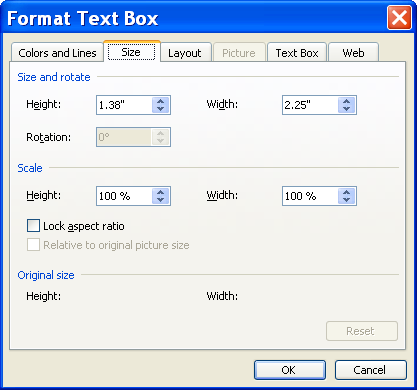 Format Text Box
Colors and Lines Size Layout Picture Text Box Web
Size and rotate
Height: 1.38" Width: 2.25"
Rotation: 0°
Scale
Height: 100 % Width: 100 %
Lock aspect ratio
Relative to original picture size
Original size
Height: Width:
Reset
OK Cancel